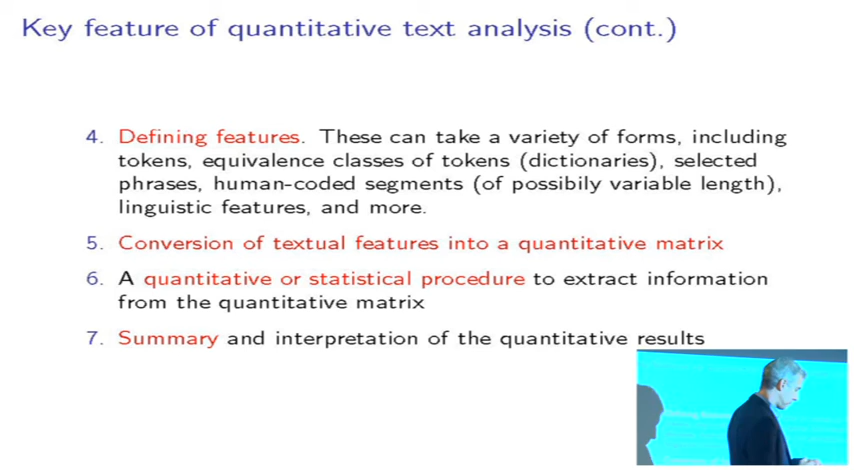 Key feature of quantitative text analysis (cont.)
4. Defining features. These can take a variety of forms, including
tokens, equivalence classes of tokens (dictionaries), selected
phrases, human-coded segments (of possibily variable length),
linguistic features, and more.
5. Conversion of textual features into a quantitative matrix
6. A quantitative or statistical procedure to extract information
from the quantitative matrix
7. Summary and interpretation of the quantitative results